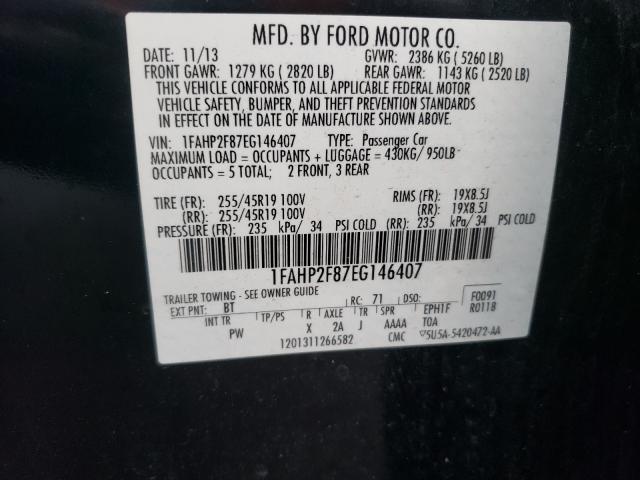 MFD. BY FORD MOTOR CO.
DATE: 11/13 GVWR: 2386 KG ( 5260 LB)
FRONT GAWR: 1279 KG ( 2820 LB) REAR GAWR: 1143 KG ( 2520 LB)
THIS VEHICLE CONFORMS TO ALL APPLICABLE FEDERAL MOTOR
VEHICLE SAFETY, BUMPER, AND THEFT PREVENTION STANDARDS
IN EFFECT ON THE DATE OF MANUFACTURE SHOWN ABOVE.
VIN: 1FAHP2F87EG146407 TYPE: Passenger Car
MAXIMUM LOAD = OCCUPANTS + LUGGAGE = 430KG/ 950LB
OCCUPANTS = 5 TOTAL; 2 FRONT, 3 REAR
TIRE (FR): 255/45R19 100V RIMS (FR): 19X8.5J
(RR): 255/45R19 100V (RR): 19X8.5J
PRESSURE (FR): 235 kPa/ 34 PSI COLD (RR): 235 kPa/ 34 PSI COLD
1FAHP2F87EG146407
TRAILER TOWING - SEE OWNER GUIDE F0091
EXT PNT: BT RC: 71 DSO: R0118
INT TR TP/PS R AXLE TR SPR EPH1F
PW X 2A J AAAA TOA
1201311266582 CMC ▽5U5A-5420472-AA